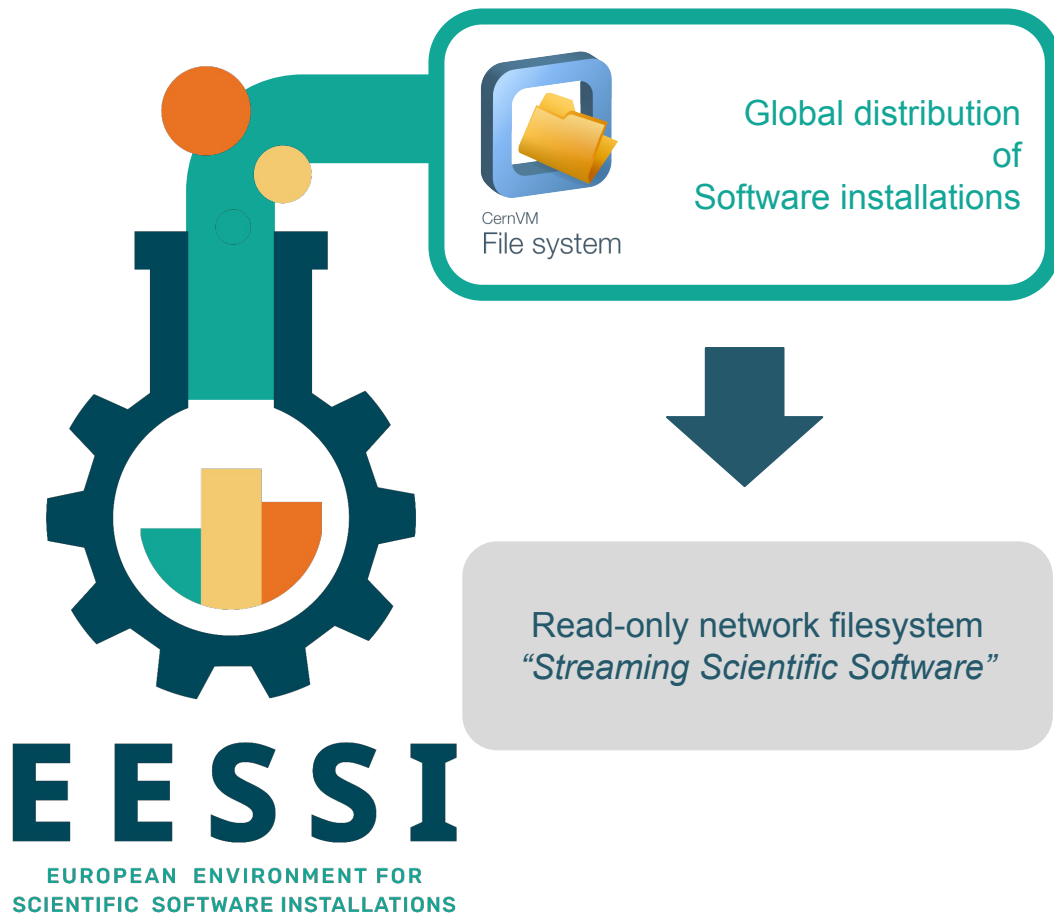 CernVM
File system
Global distribution
of
Software installations
Read-only network filesystem
“Streaming Scientific Software”
EESSI
EUROPEAN ENVIRONMENT FOR
SCIENTIFIC SOFTWARE INSTALLATIONS